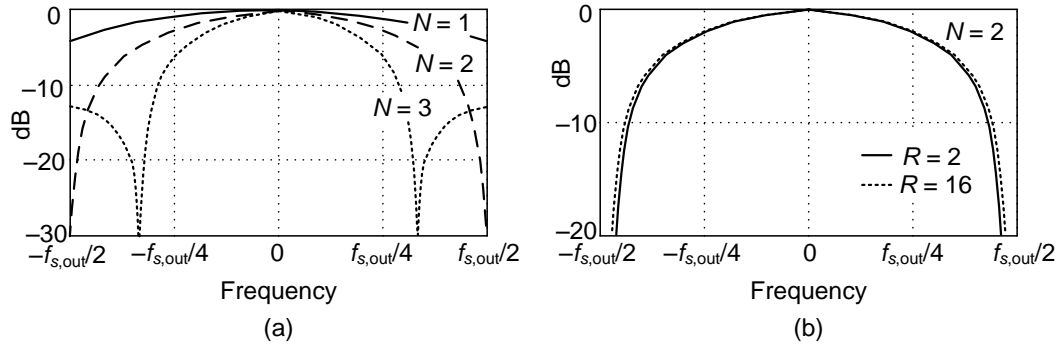 0
N = 1
−5
N = 2
−10
dB
N = 3
−20
−30
−fs,out/2
−fs,out/4
0
fs,out/4
fs,out/2
Frequency
(a)
0
N = 2
dB
−10
R = 2
R = 16
−20
−fs,out/2
−fs,out/4
0
fs,out/4
fs,out/2
Frequency
(b)